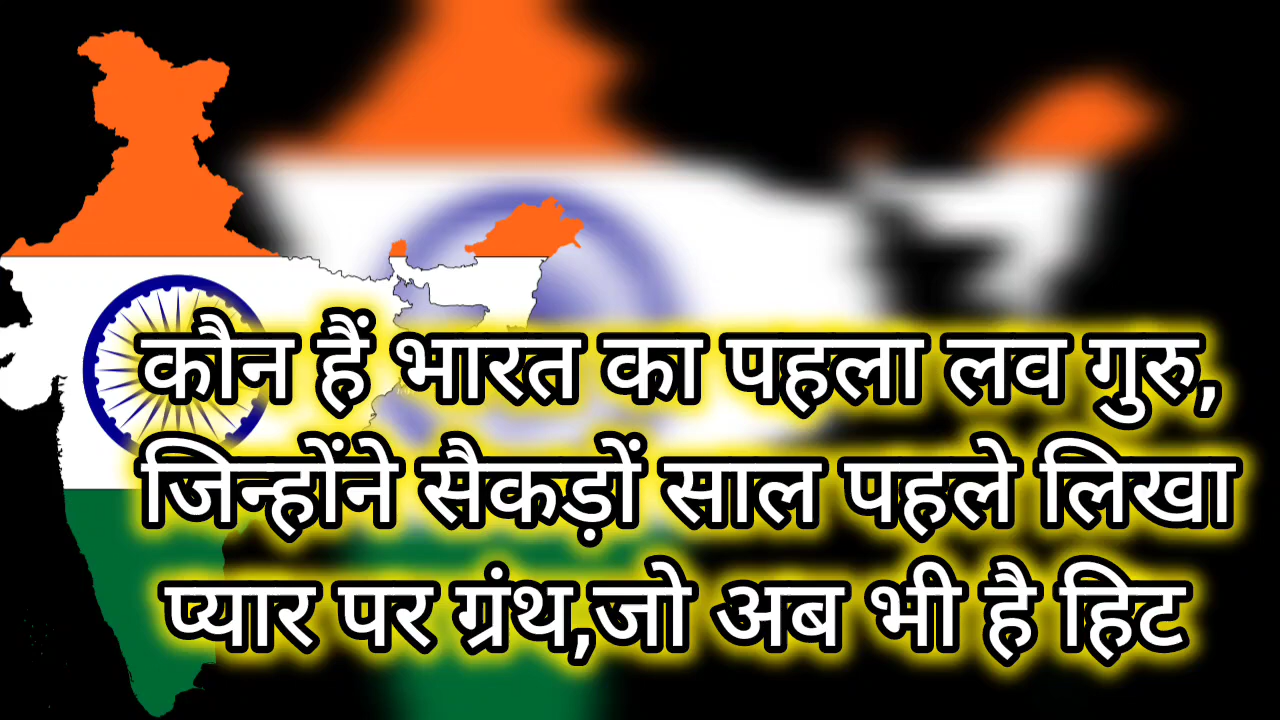 कौन हैं भारत का पहला लव गुरु,
जिन्होंने सैकड़ों साल पहले लिखा
प्यार पर ग्रंथ,जो अब भी है हिट